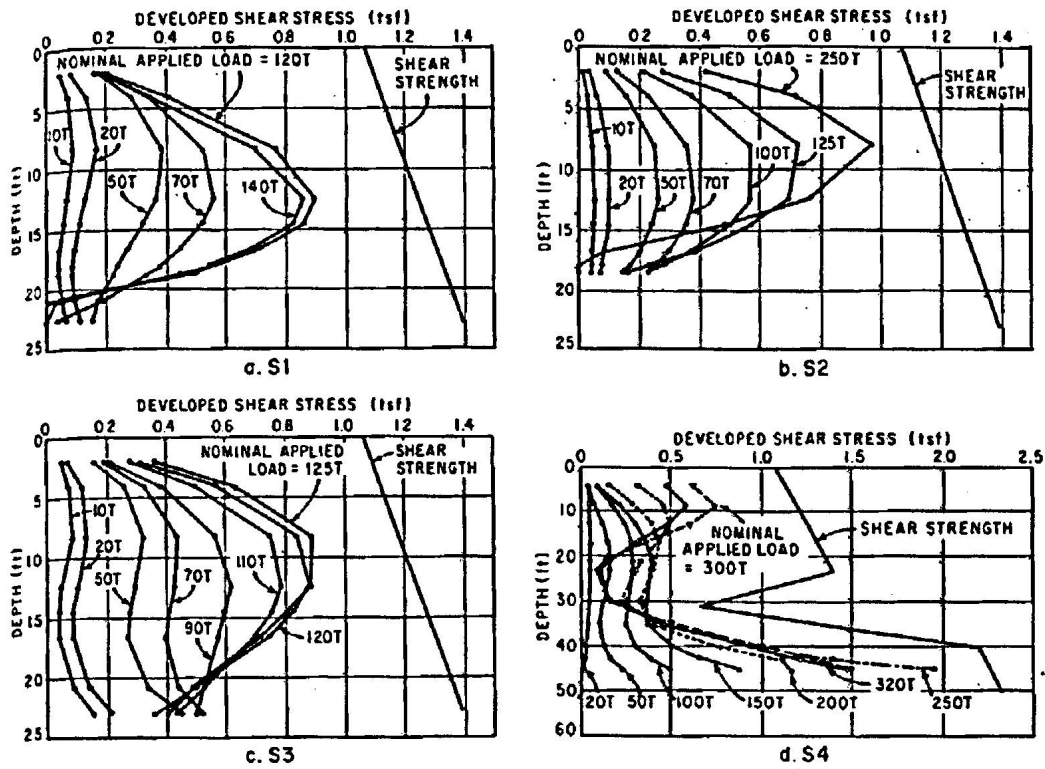 DEVELOPED SHEAR STRESS (tsf)
0 0.2 0.4 0.6 0.8 1.0 1.2 1.4
NOMINAL APPLIED LOAD = 120T
SHEAR
STRENGTH
10T
20T
50T
70T
140T
DEPTH (ft)
0
5
10
15
20
25
a. S1
DEVELOPED SHEAR STRESS (tsf)
0 0.2 0.4 0.6 0.8 1.0 1.2 1.4
NOMINAL APPLIED LOAD = 250T
SHEAR
STRENGTH
10T
20T
50T
70T
100T
125T
DEPTH (ft)
0
5
10
15
20
25
b. S2
DEVELOPED SHEAR STRESS (tsf)
0 0.2 0.4 0.6 0.8 1.0 1.2 1.4
NOMINAL APPLIED
LOAD = 125T
SHEAR
STRENGTH
10T
20T
50T
70T
90T
110T
120T
DEPTH (ft)
0
5
10
15
20
25
c. S3
DEVELOPED SHEAR STRESS (tsf)
0 0.5 1.0 1.5 2.0 2.5
NOMINAL
APPLIED LOAD
= 300T
SHEAR STRENGTH
320T
20T 50T 100T 150T 200T 250T
DEPTH (ft)
0
10
20
30
40
50
60
d. S4